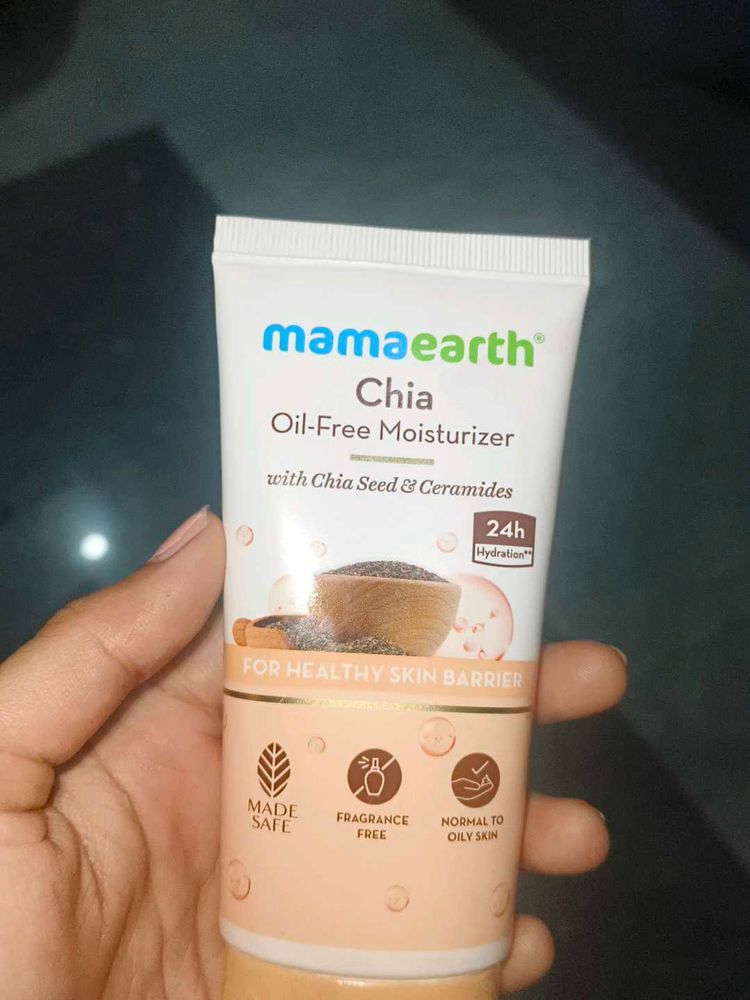 mamaearth®
Chia
Oil-Free Moisturizer
with Chia Seed & Ceramides
24h
Hydration**
FOR HEALTHY SKIN BARRIER
MADE
SAFE
FRAGRANCE
FREE
NORMAL TO
OILY SKIN